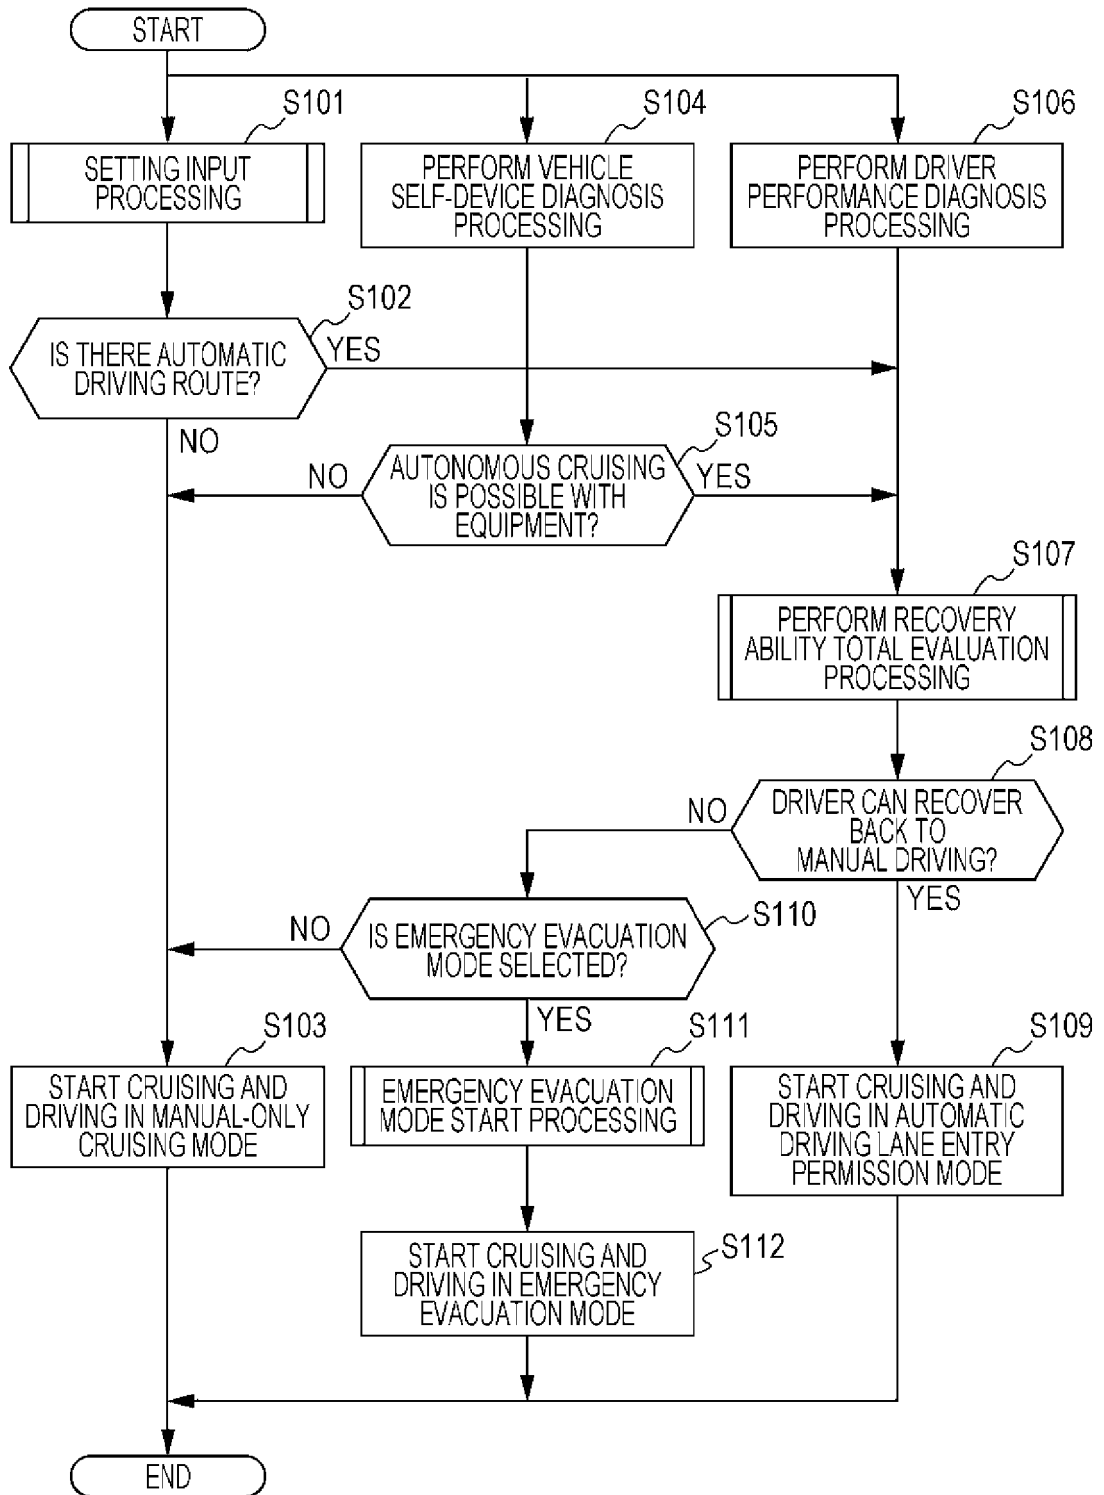 START
S101
S104
S106
SETTING INPUT
PROCESSING
PERFORM VEHICLE
SELF-DEVICE DIAGNOSIS
PROCESSING
PERFORM DRIVER
PERFORMANCE DIAGNOSIS
PROCESSING
S102
IS THERE AUTOMATIC
DRIVING ROUTE?
YES
NO
S105
AUTONOMOUS CRUISING
IS POSSIBLE WITH
EQUIPMENT?
NO
YES
S107
PERFORM RECOVERY
ABILITY TOTAL EVALUATION
PROCESSING
S108
DRIVER CAN RECOVER
BACK TO
MANUAL DRIVING?
NO
YES
S110
IS EMERGENCY EVACUATION
MODE SELECTED?
NO
YES
S103
START CRUISING AND
DRIVING IN MANUAL-ONLY
CRUISING MODE
S111
EMERGENCY EVACUATION
MODE START PROCESSING
S109
START CRUISING AND
DRIVING IN AUTOMATIC
DRIVING LANE ENTRY
PERMISSION MODE
S112
START CRUISING AND
DRIVING IN EMERGENCY
EVACUATION MODE
END